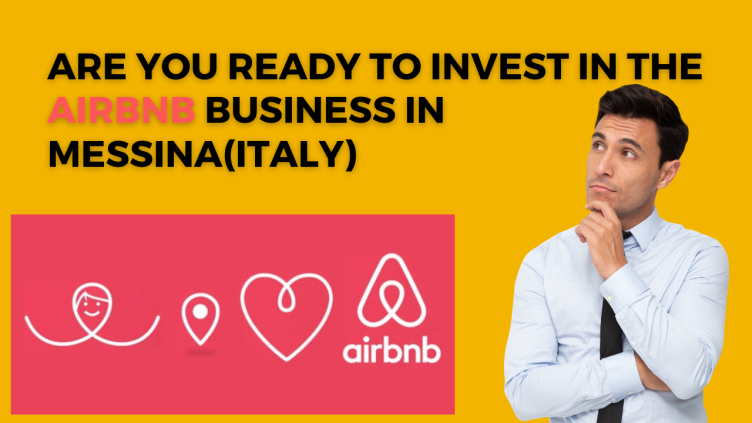 ARE YOU READY TO INVEST IN THE
AIRBNB BUSINESS IN
MESSINA(ITALY)
airbnb